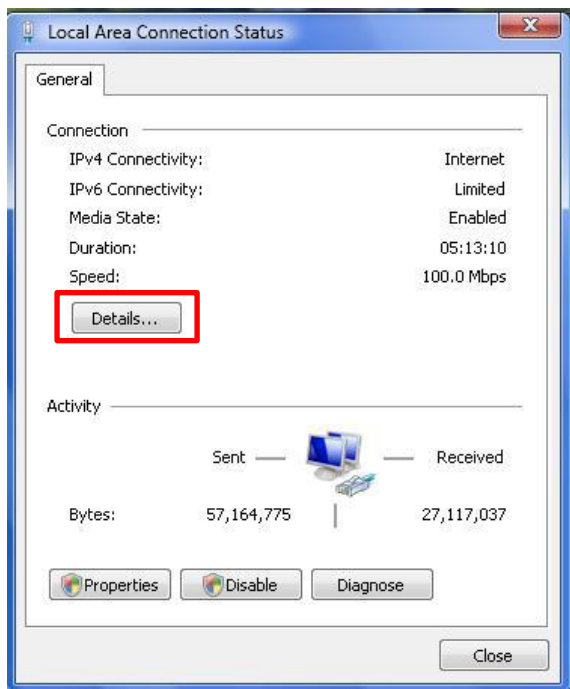 Local Area Connection Status
General
Connection
IPv4 Connectivity: Internet
IPv6 Connectivity: Limited
Media State: Enabled
Duration: 05:13:10
Speed: 100.0 Mbps
Details...
Activity
Sent Received
Bytes: 57,164,775 27,117,037
Properties Disable Diagnose
Close